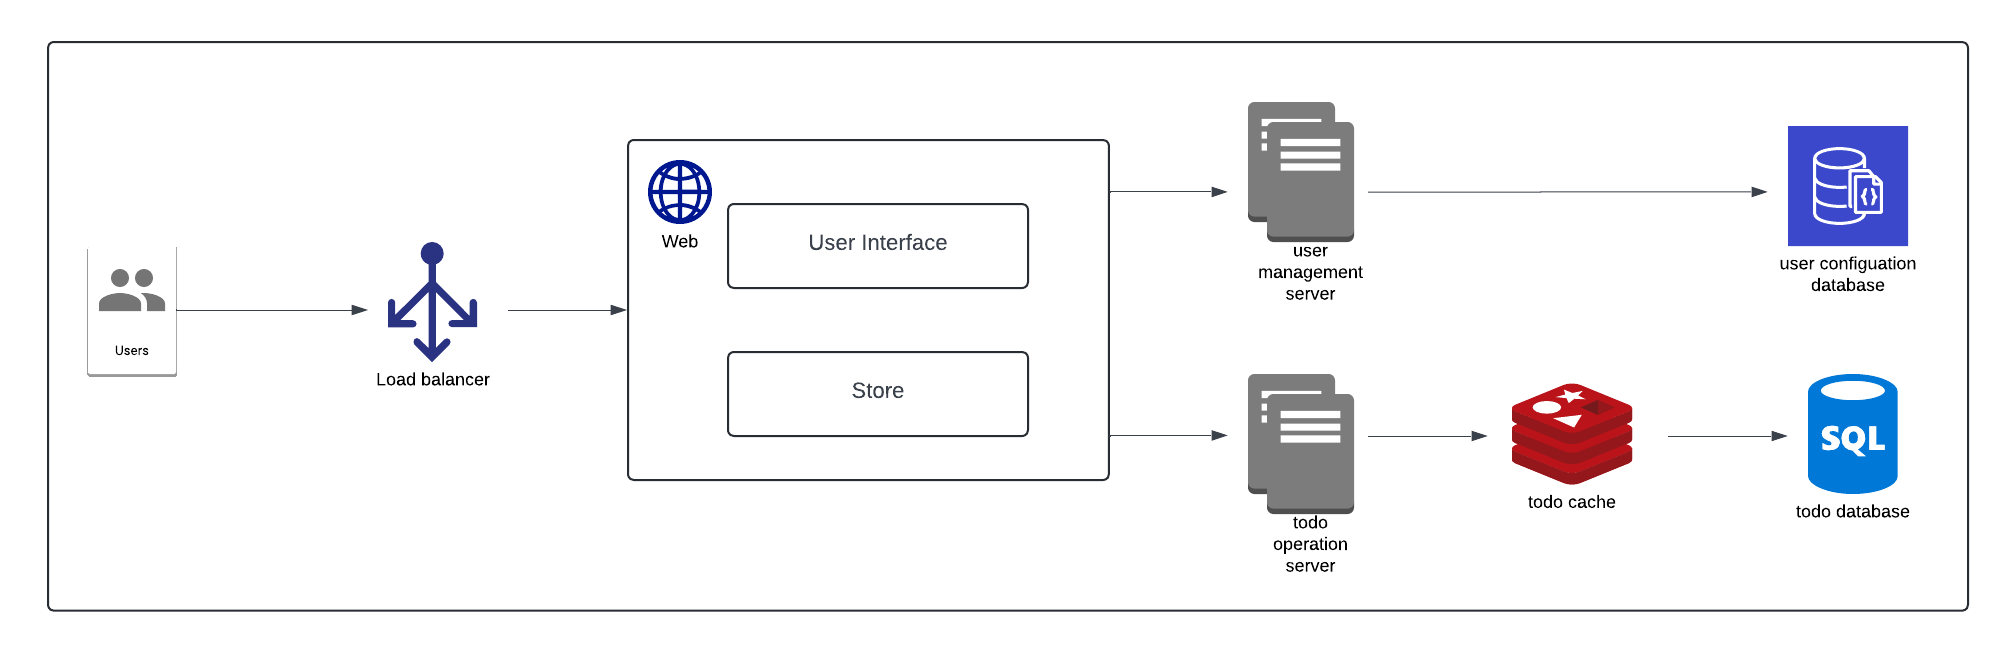 Users
Load balancer
Web
User Interface
Store
user
management
server
user configuation
database
todo
operation
server
todo cache
SQL
todo database